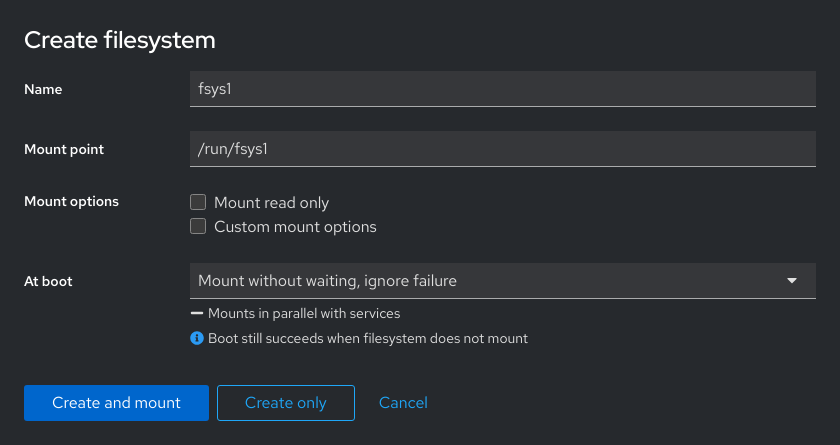 Create filesystem
Name
fsys1
Mount point
/run/fsys1
Mount options
Mount read only
Custom mount options
At boot
Mount without waiting, ignore failure
Mounts in parallel with services
Boot still succeeds when filesystem does not mount
Create and mount
Create only
Cancel